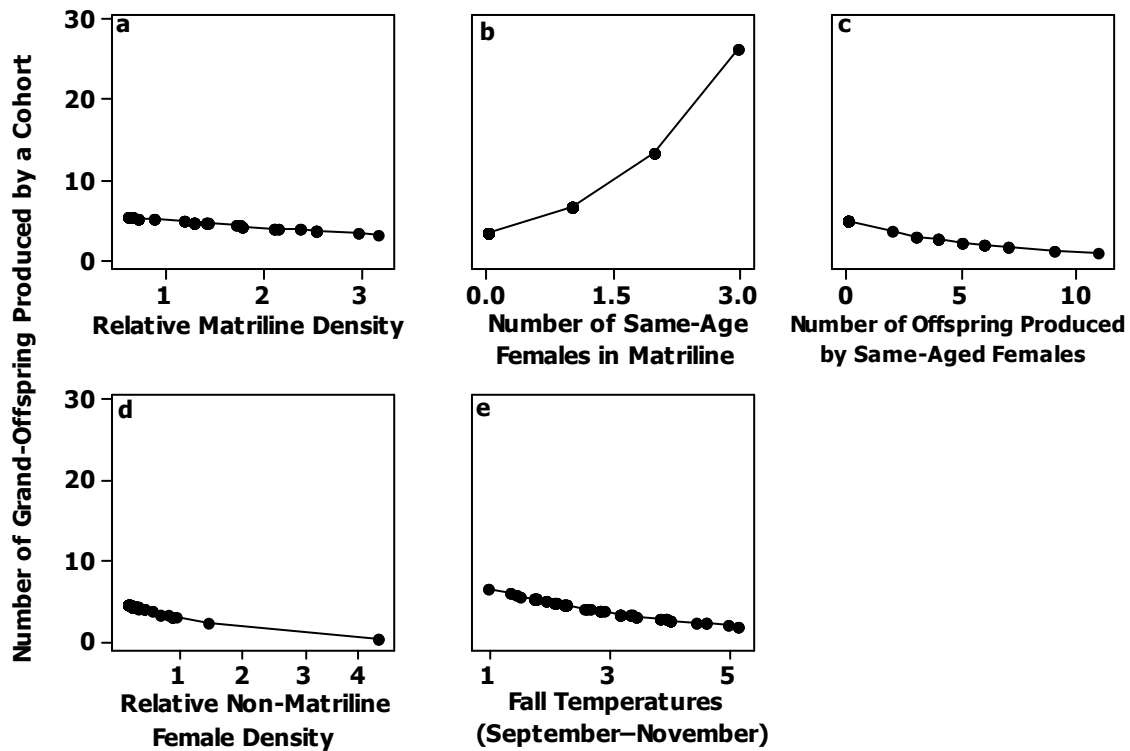 Number of Grand-Offspring Produced by a Cohort
a
30
20
10
0
1 2 3
Relative Matriline Density
b
0.0 1.5 3.0
Number of Same-Age
Females in Matriline
c
0 5 10
Number of Offspring Produced
by Same-Aged Females
d
30
20
10
0
1 2 3 4
Relative Non-Matriline
Female Density
e
1 3 5
Fall Temperatures
(September–November)